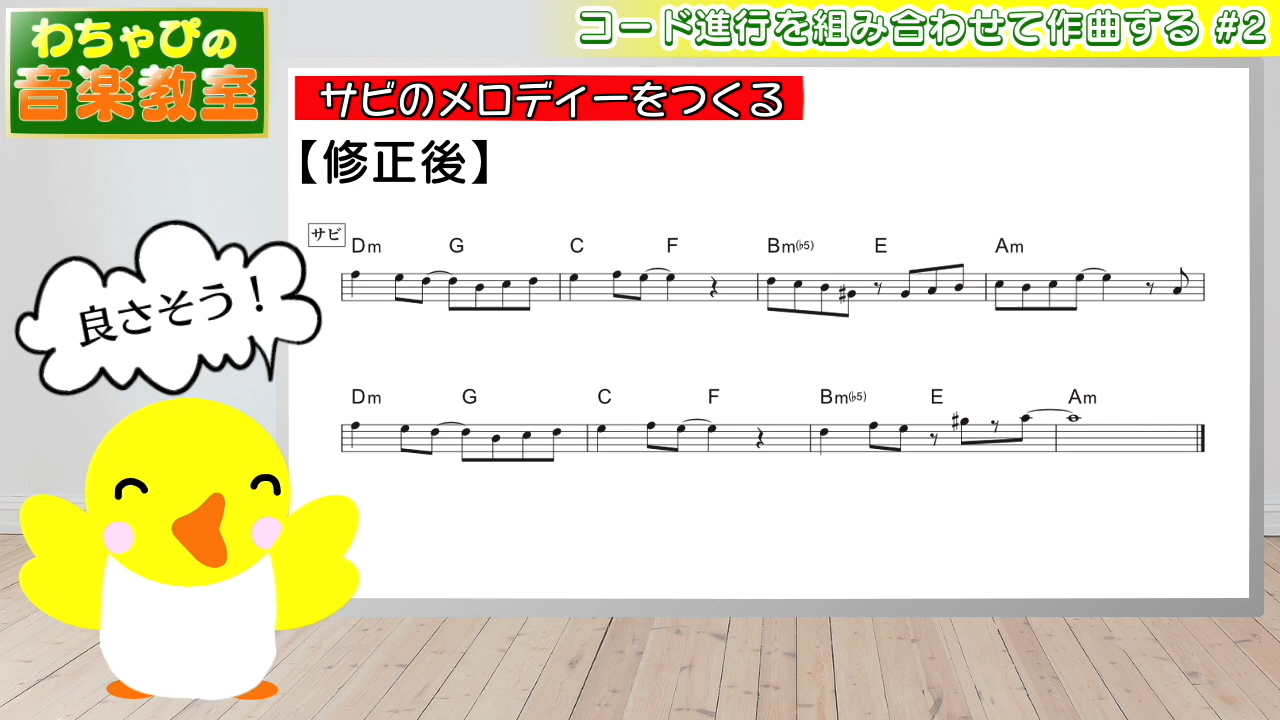 わちゃぴの
音楽教室
コード進行を組み合わせて作曲する #2
サビのメロディーをつくる
【修正後】
サビ
Dm G C F Bm(♭5) E Am
良さそう！
Dm G C F Bm(♭5) E Am